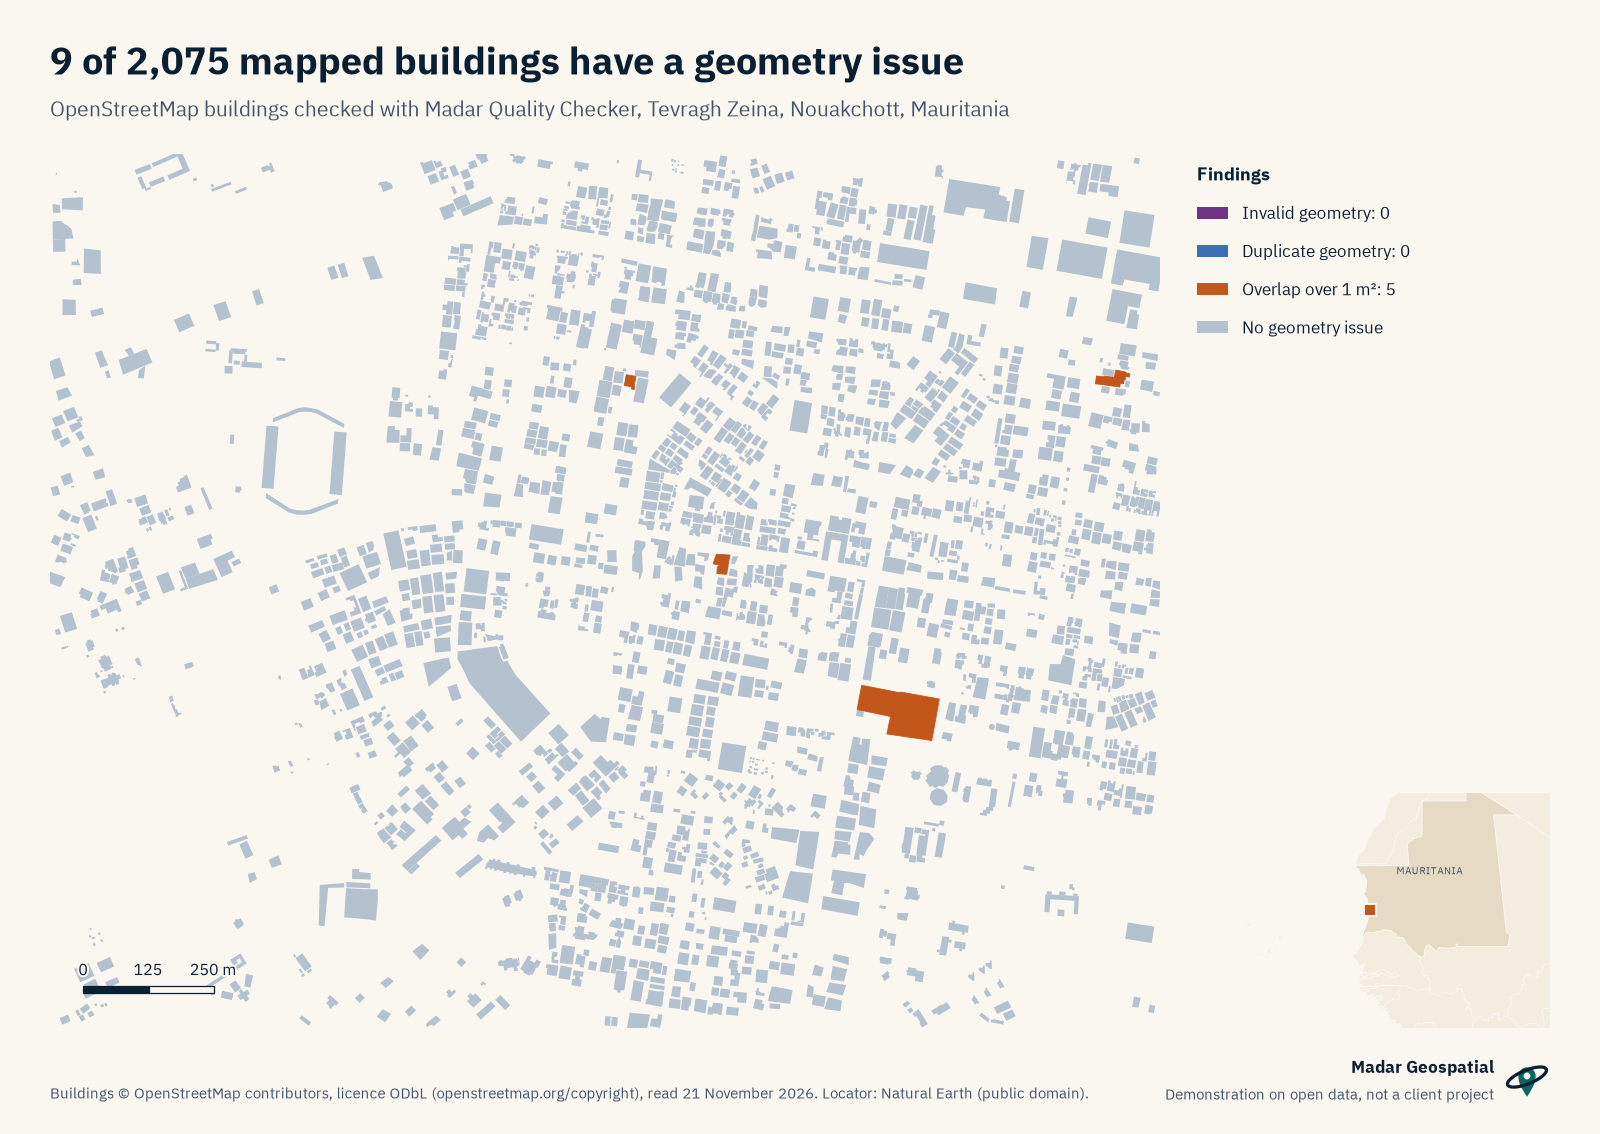 9 of 2,075 mapped buildings have a geometry issue
OpenStreetMap buildings checked with Madar Quality Checker, Tevragh Zeina, Nouakchott, Mauritania
Findings
Invalid geometry: 0
Duplicate geometry: 0
Overlap over 1 m²: 5
No geometry issue
MAURITANIA
0 125 250 m
Madar Geospatial
Buildings © OpenStreetMap contributors, licence ODbL (openstreetmap.org/copyright), read 21 November 2026. Locator: Natural Earth (public domain).
Demonstration on open data, not a client project